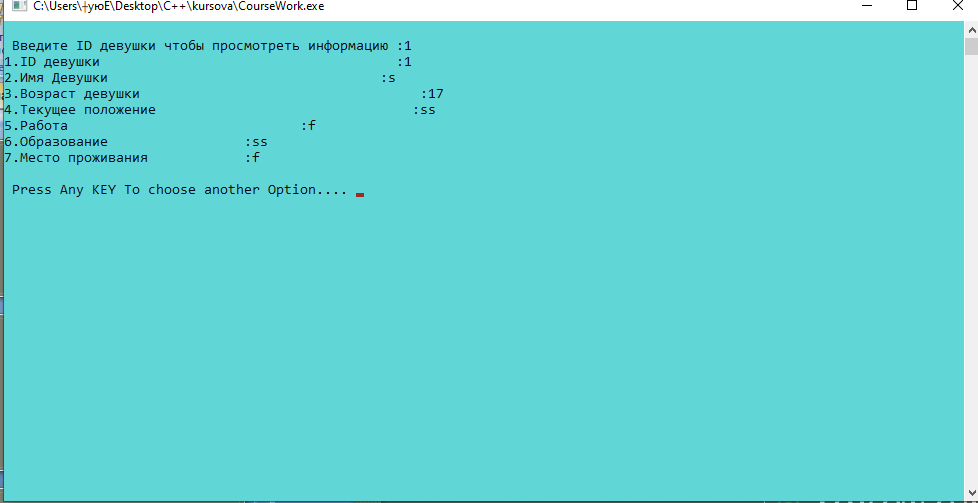 C:\Users\┼уюЕ\Desktop\C++\kursova\CourseWork.exe
Введите ID девушки чтобы просмотреть информацию :1
1.ID девушки :1
2.Имя Девушки :s
3.Возраст девушки :17
4.Текущее положение :ss
5.Работа :f
6.Образование :ss
7.Место проживания :f
Press Any KEY To choose another Option....